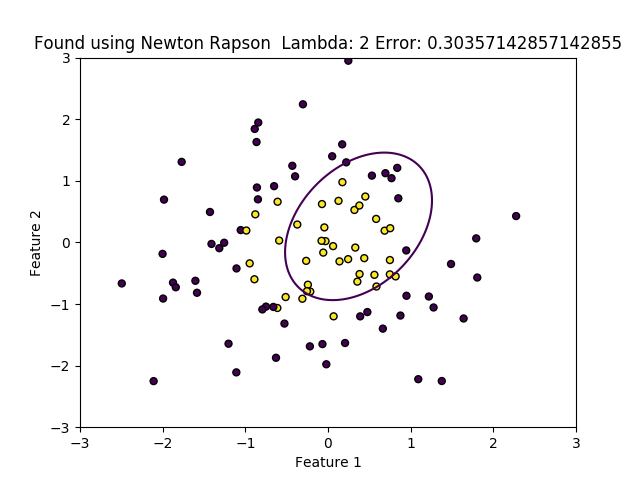 Found using Newton Rapson  Lambda: 2 Error: 0.30357142857142855
3
2
1
0
−1
−2
−3
Feature 2
−3 −2 −1 0 1 2 3
Feature 1